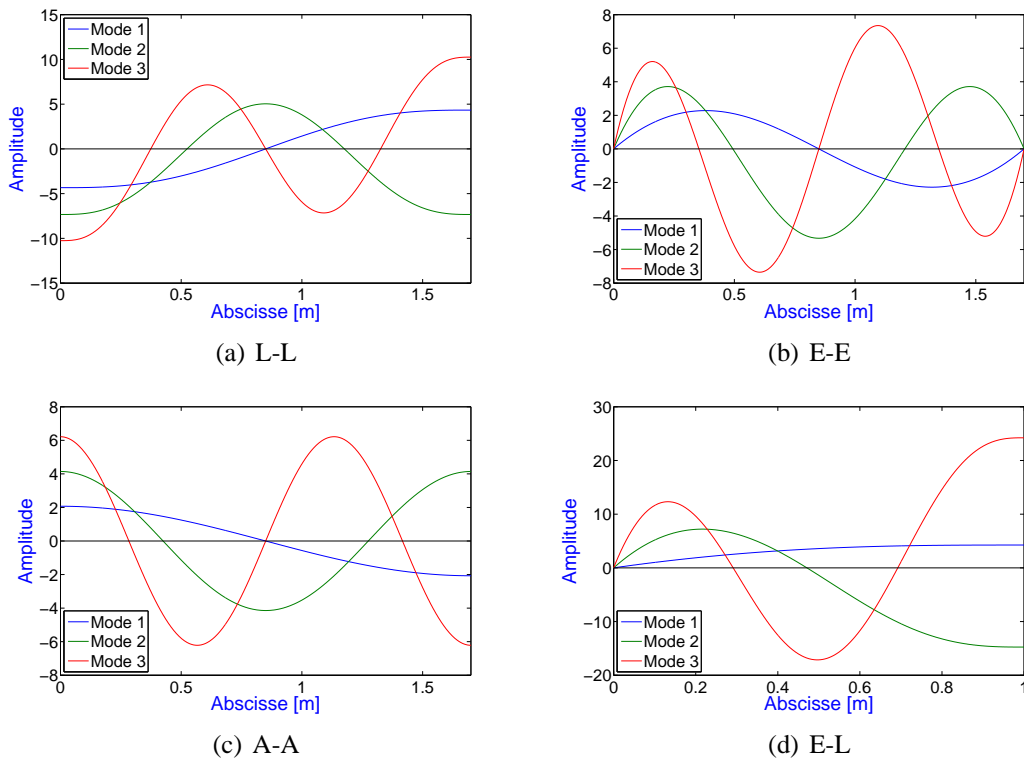 15
10
5
0
−5
−10
−15
0
0.5
1
1.5
Amplitude
Abscisse [m]
Mode 1
Mode 2
Mode 3
(a) L-L
8
6
4
2
0
−2
−4
−6
−8
0
0.5
1
1.5
Amplitude
Abscisse [m]
Mode 1
Mode 2
Mode 3
(b) E-E
8
6
4
2
0
−2
−4
−6
−8
0
0.5
1
1.5
Amplitude
Abscisse [m]
Mode 1
Mode 2
Mode 3
(c) A-A
30
20
10
0
−10
−20
0
0.2
0.4
0.6
0.8
1
Amplitude
Abscisse [m]
Mode 1
Mode 2
Mode 3
(d) E-L